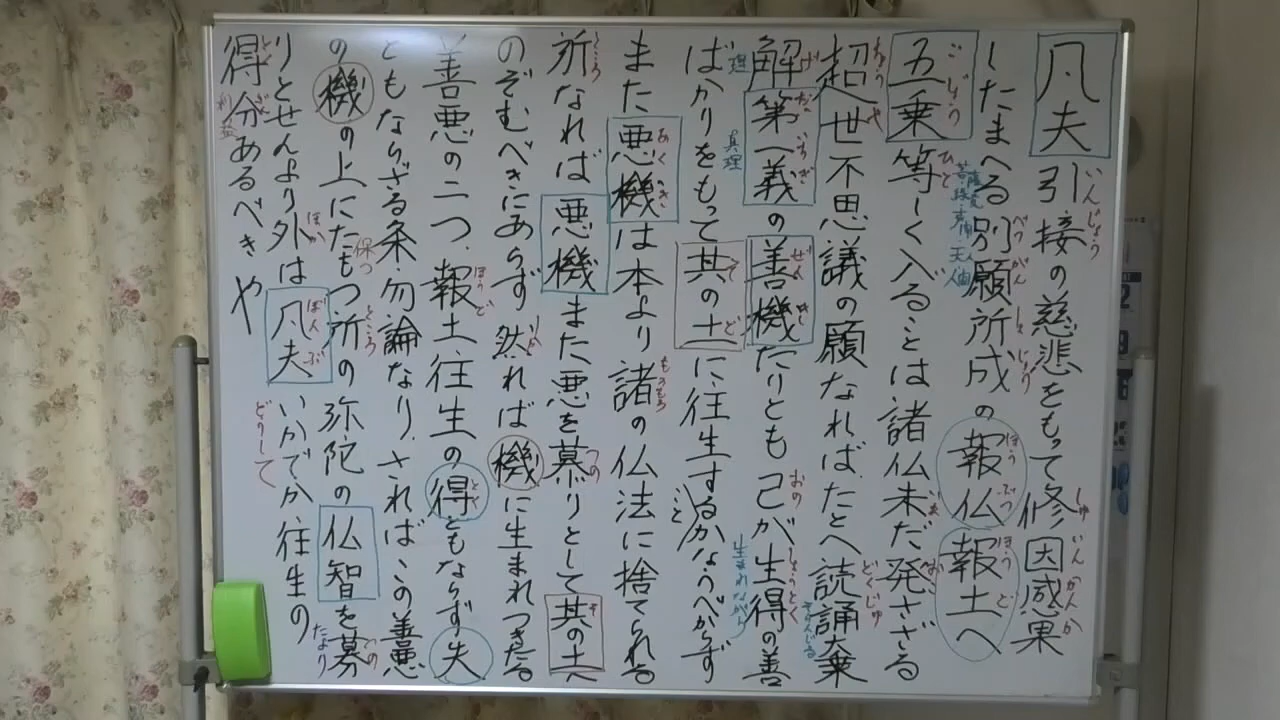 凡夫引接の慈悲をもって修因感果
したまへる別願所成の報仏報土へ
五乗等しく入ることは諸仏未だ発さざる
超世不思議の願なれば、たとへ読誦大乗
解第一義の善機たりとも己が生得の善
ばかりをもって其の土に往生することかなうべからず
また悪機は本より諸の仏法に捨てられる
所なれば悪機また悪を慕りとして其の土
のぞむべきにあらず然れば機に生まれつきたる
善悪の二つ、報土往生の得ともならず失
ともならざる条勿論なり、さればこの善悪
の機の上にたもつ所の弥陀の仏智を募
りとせんより外は凡夫いかでか往生の
得分あるべきや